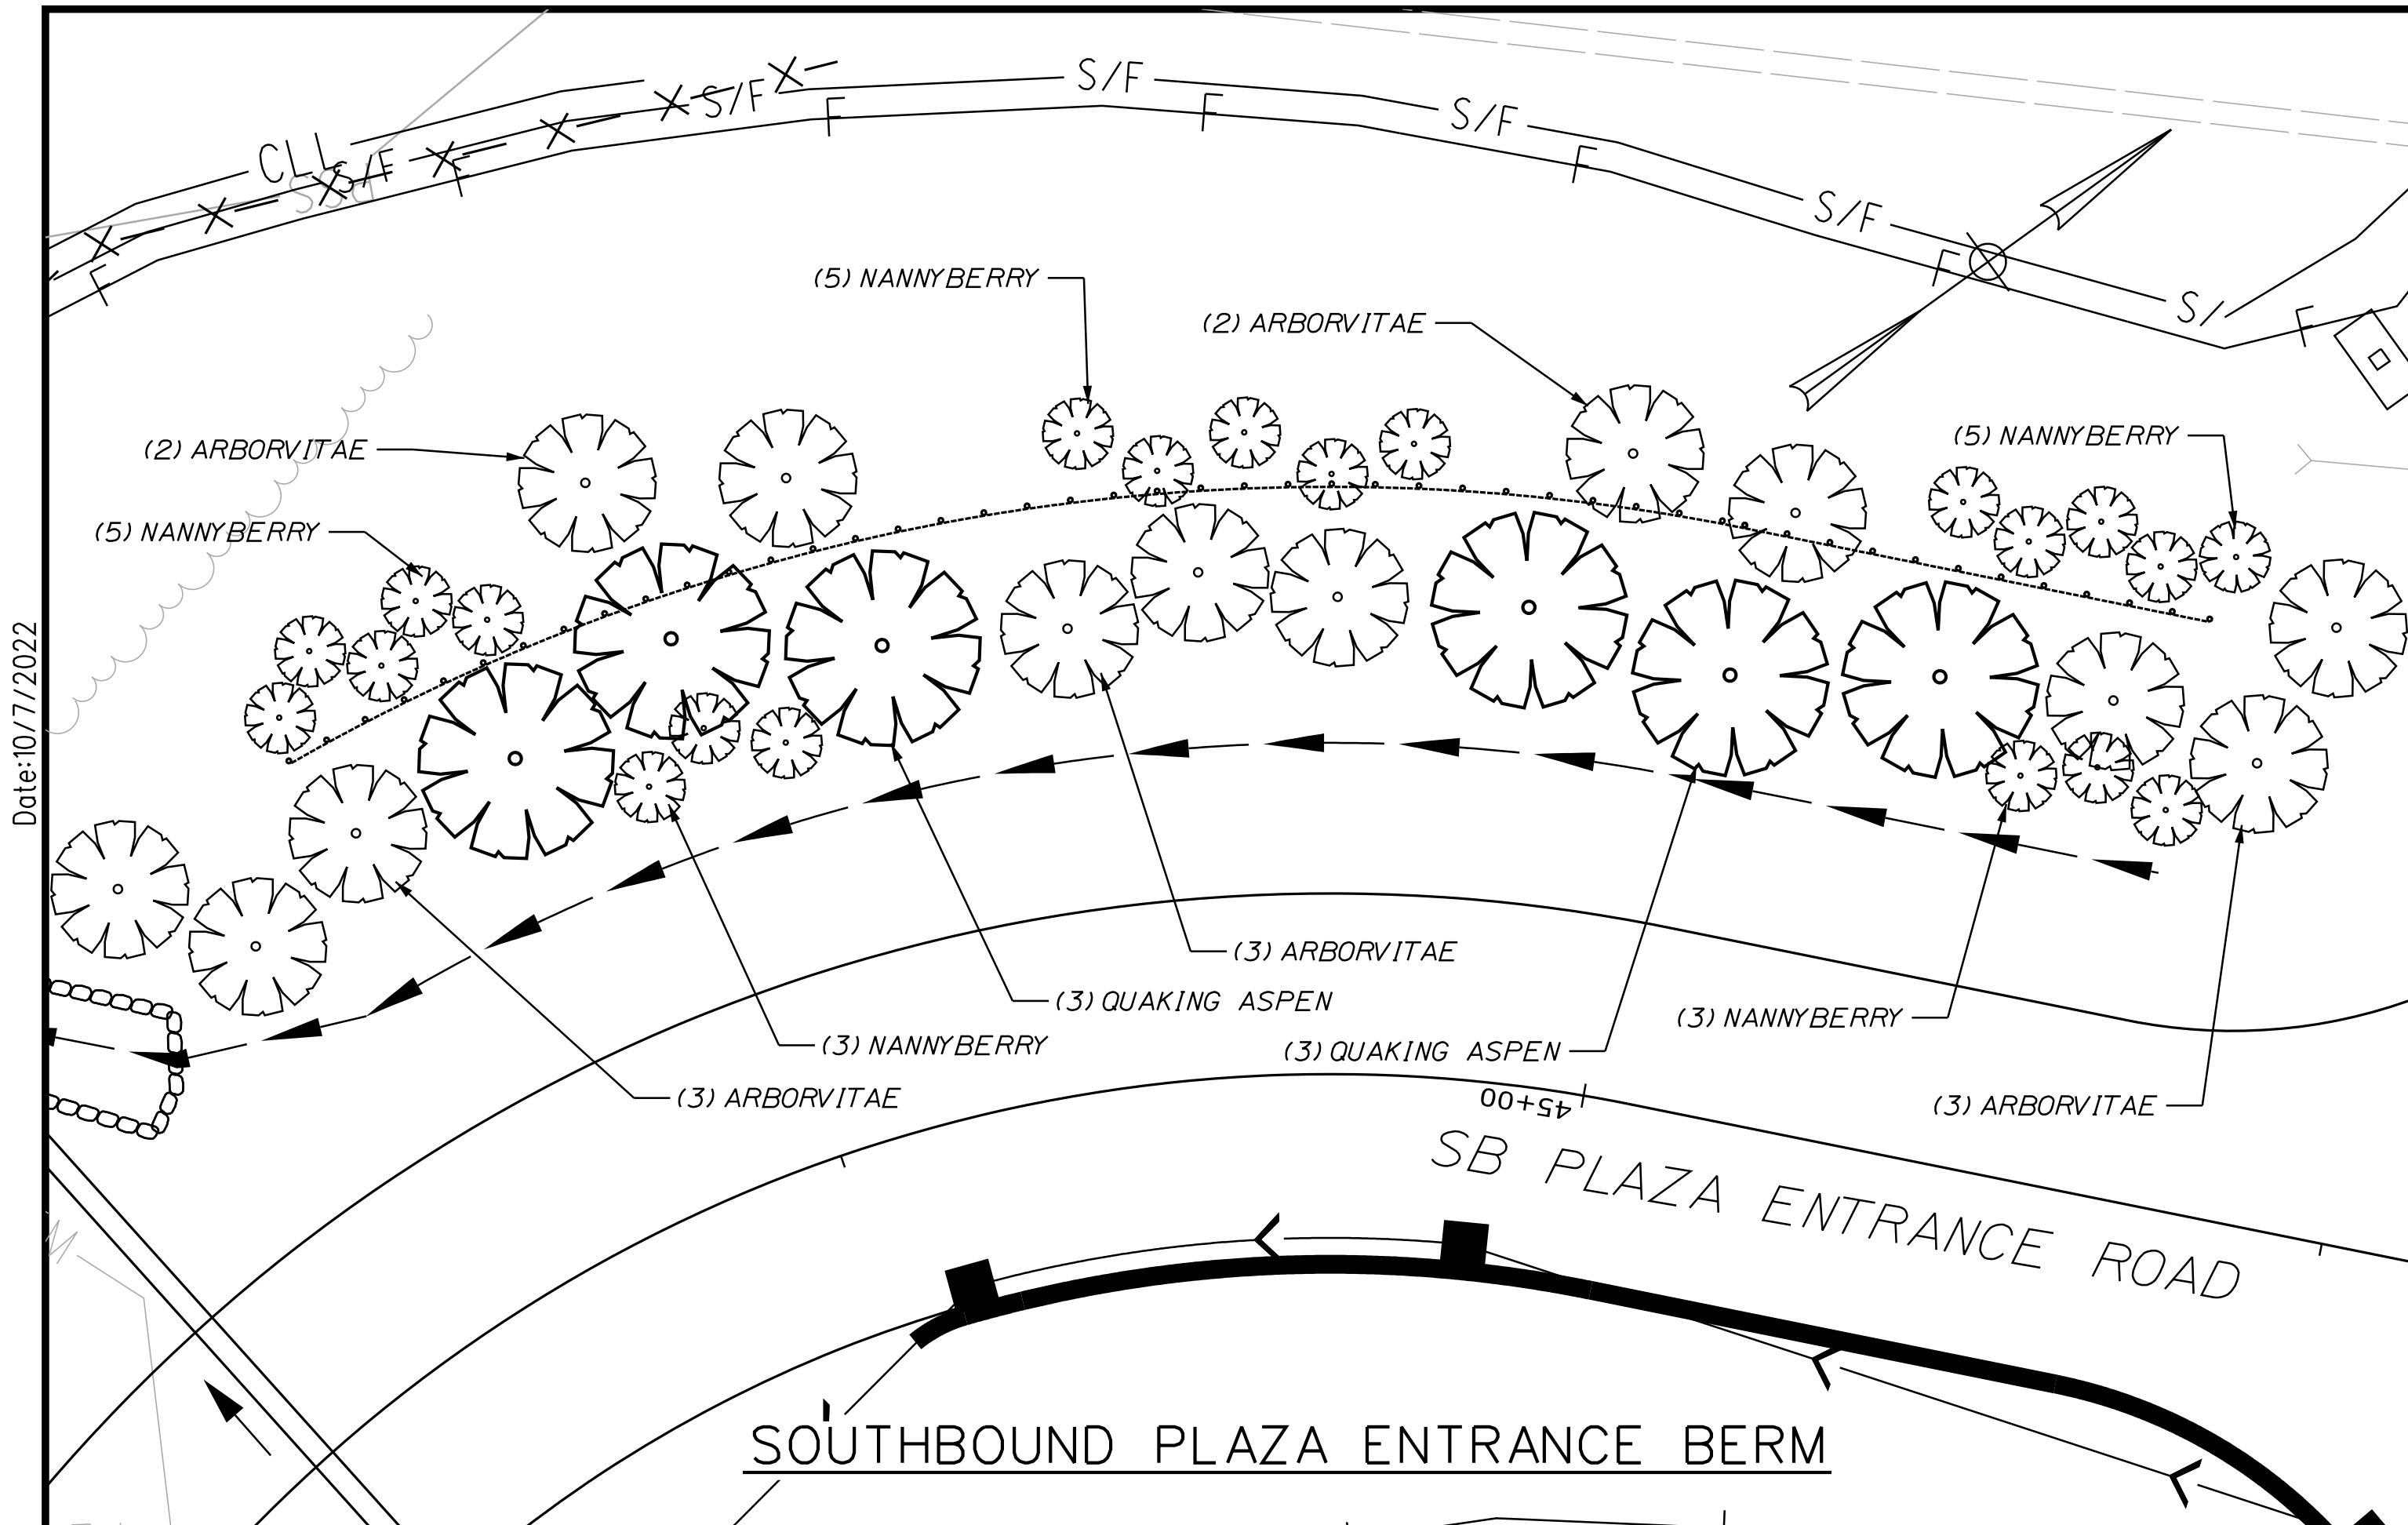 S/F
CLL
S/F
S/F
S/F
F
F
F
F
SSA
S/F
F
F
F
S/
(5) NANNYBERRY
(2) ARBORVITAE
(2) ARBORVITAE
(5) NANNYBERRY
(5) NANNYBERRY
Date:10/7/2022
(3) ARBORVITAE
(3) QUAKING ASPEN
(3) NANNYBERRY
(3) NANNYBERRY
(3) QUAKING ASPEN
(3) ARBORVITAE
(3) ARBORVITAE
45+00
SB PLAZA ENTRANCE ROAD
SOUTHBOUND PLAZA ENTRANCE BERM